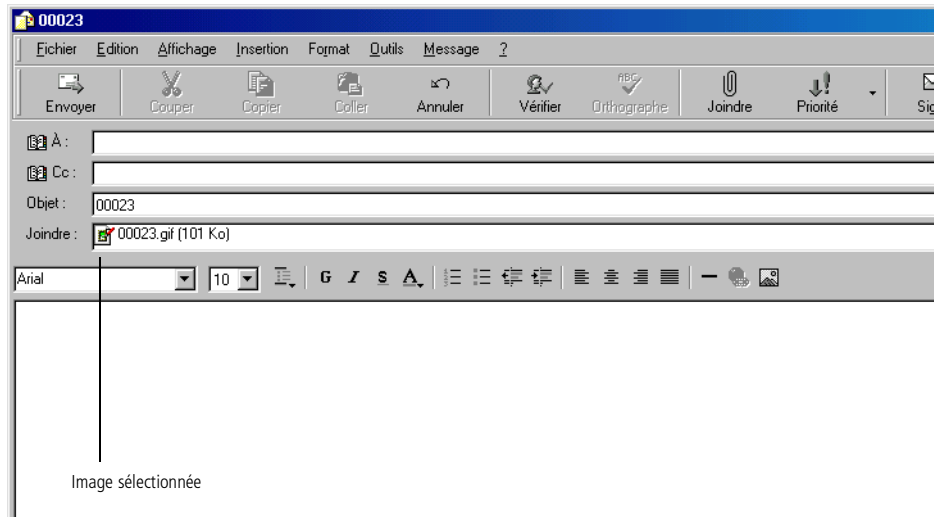 00023
Fichier Edition Affichage Insertion Format Outils Message ?
Envoyer Couper Copier Coller Annuler Vérifier Orthographe Joindre Priorité
À :
Cc :
Objet : 00023
Joindre : 00023.gif (101 Ko)
Arial 10 G I S A
Image sélectionnée